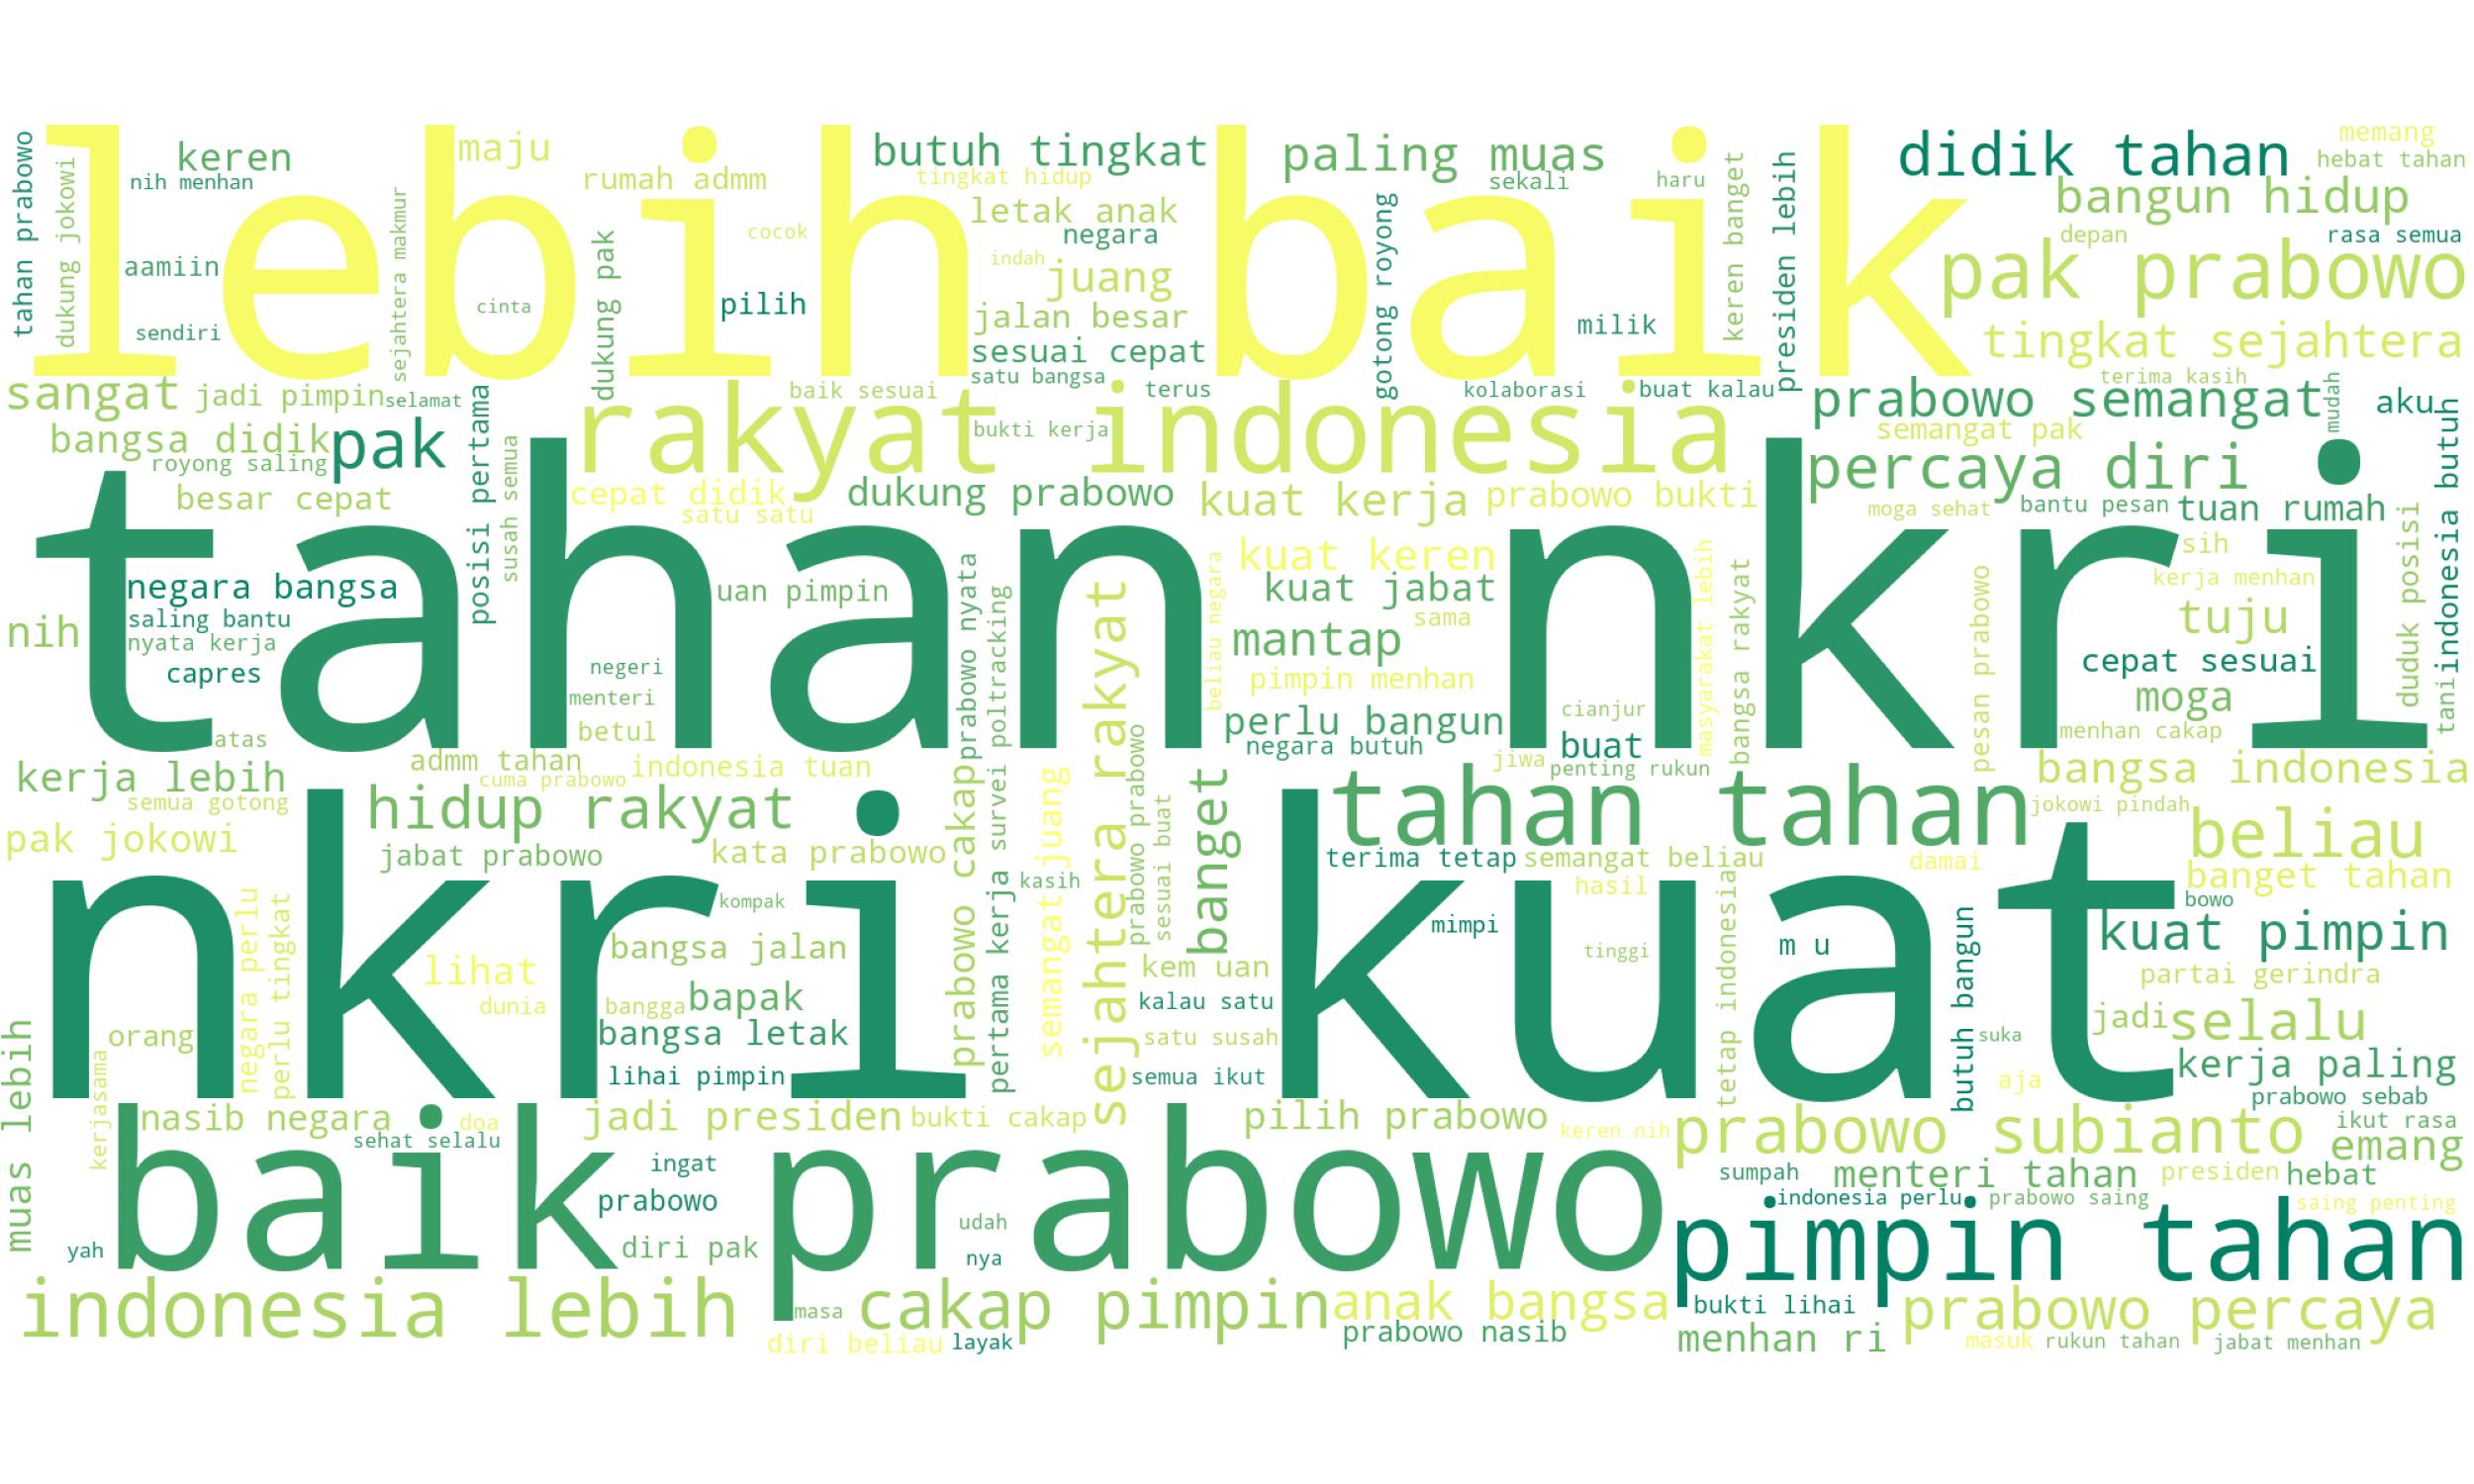 tahan prabowo
dukung jokowi
keren
nih menhan
lebih baik
maju
rumah admm
butuh tingkat
tingkat hidup
paling muas
sekali
haru
didik tahan
memang
hebat tahan
bangun hidup
letak anak
negara
cocok
aamiin
sejahtera makmur
dukung pak
indah
juang
gotong royong
keren banget
presiden lebih
depan
rasa semua
pak prabowo
cinta
pilih
sendiri
jalan besar
milik
sesuai cepat
tingkat sejahtera
satu bangsa
sangat
jadi pimpin
selamat
baik sesuai
terus
kolaborasi
buat kalau
terima kasih
mudah
prabowo semangat
aku
rakyat indonesia
bangsa didik
pak
posisi pertama
susah semua
bukti kerja
semangat pak
royong saling
besar cepat
cepat didik
satu satu
dukung prabowo
kuat kerja
prabowo bukti
percaya diri
moga sehat
bantu pesan
tuan rumah
indonesia butuh
tahan nkri
negara bangsa
saling bantu
nyata kerja
nih
capres
uan pimpin
negeri
menteri
betul
atas
prabowo nyata
survei poltracking
sejahtera rakyat
beliau negara
kuat keren
kuat jabat
sama
mantap
pimpin menhan
perlu bangun
negara butuh
masyarakat lebih
bangsa rakyat
cianjur
buat
jiwa
penting rukun
pesan prabowo
sih
kerja menhan
tuju
cepat sesuai
moga
menhan cakap
duduk posisi
tani
kerja lebih
admm tahan
cuma prabowo
indonesia tuan
semua gotong
pak jokowi
hidup rakyat
jabat prabowo
kata prabowo
prabowo cakap
pertama kerja
semangat juang
kasih
prabowo prabowo
sesuai buat
banget
tahan tahan
bangsa indonesia
jokowi pindah
beliau
terima tetap
semangat beliau
damai
banget tahan
bowo
nkri kuat
negara perlu
perlu tingkat
kompak
bangsa jalan
lihat
dunia
bangga
bapak
bangsa letak
lihai pimpin
orang
kerjasama
muas lebih
kem uan
kalau satu
satu susah
semua ikut
hasil
mimpi
tinggi
tetap indonesia
m u
butuh bangun
suka
aja
kuat pimpin
partai gerindra
jadi
selalu
kerja paling
prabowo sebab
ikut rasa
nasib negara
doa
sehat selalu
jadi presiden
bukti cakap
pilih prabowo
keren nih
prabowo subianto
emang
sumpah
menteri tahan
presiden
hebat
baik prabowo
ingat
prabowo
diri pak
yah
udah
nya
indonesia perlu
prabowo saing
saing penting
pimpin tahan
indonesia lebih
masa
cakap pimpin
anak bangsa
bukti lihai
prabowo percaya
diri beliau
layak
prabowo nasib
menhan ri
masuk
rukun tahan
jabat menhan